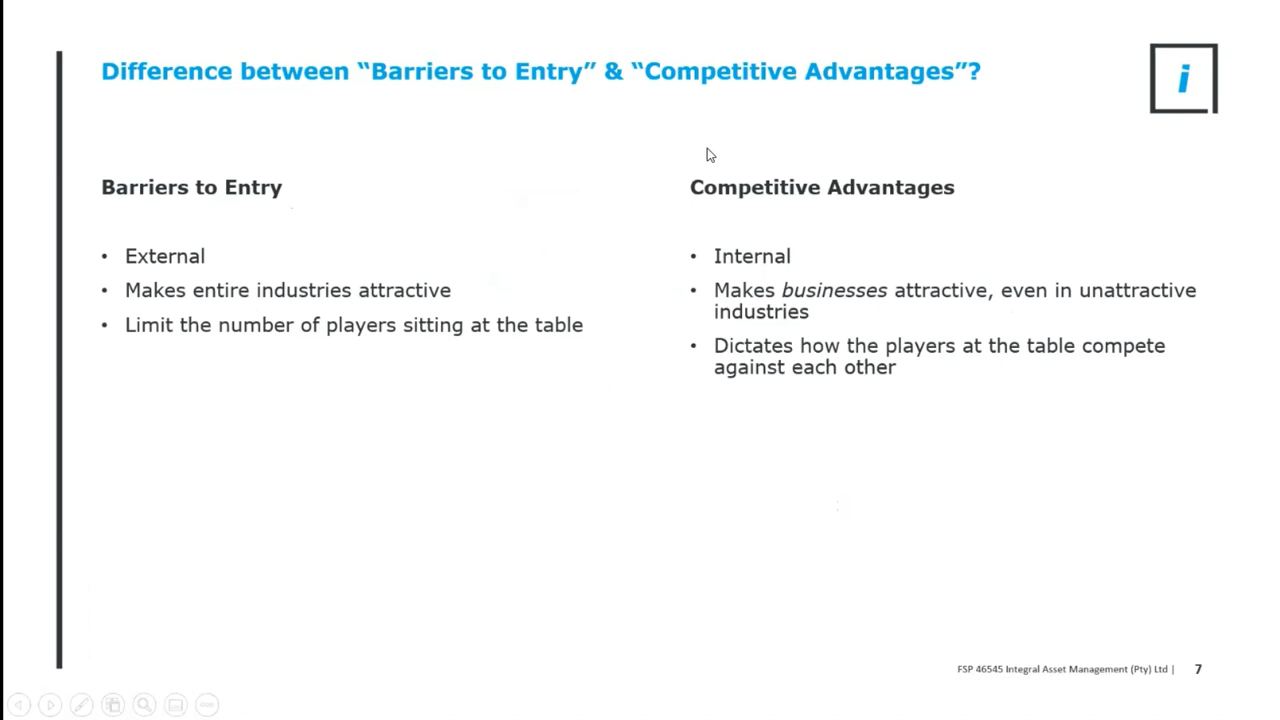 Difference between “Barriers to Entry” & “Competitive Advantages”?
i
Barriers to Entry
• External
• Makes entire industries attractive
• Limit the number of players sitting at the table
Competitive Advantages
• Internal
• Makes businesses attractive, even in unattractive
industries
• Dictates how the players at the table compete
against each other
FSP 46545 Integral Asset Management (Pty) Ltd | 7